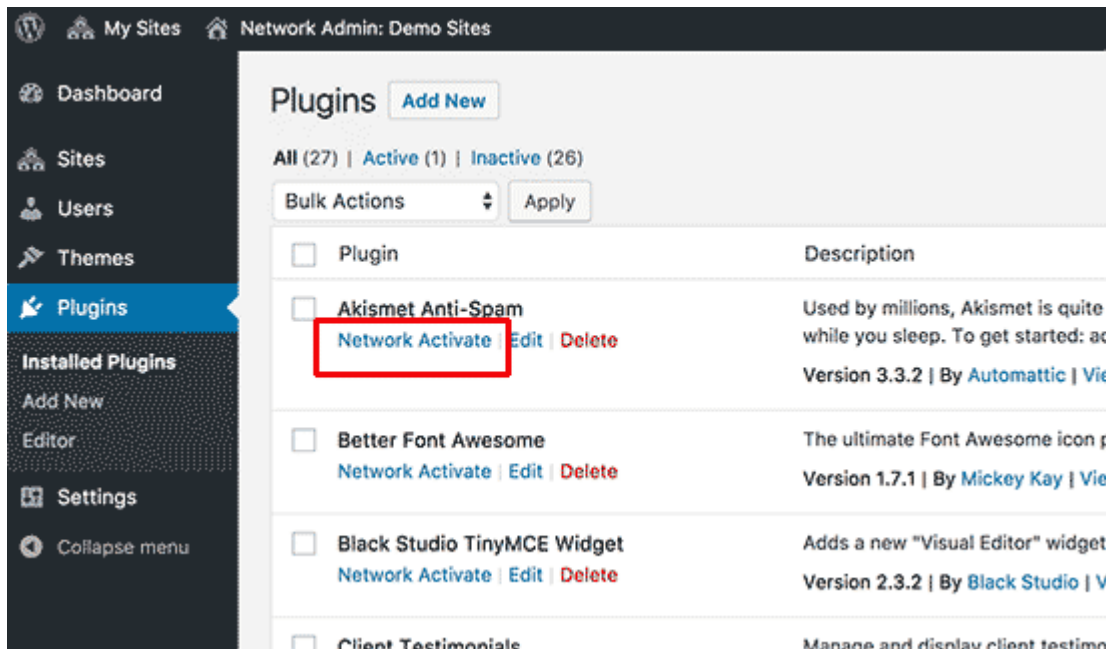 My Sites Network Admin: Demo Sites
Dashboard
Sites
Users
Themes
Plugins
Installed Plugins
Add New
Editor
Settings
Collapse menu
Plugins Add New
All (27) | Active (1) | Inactive (26)
Bulk Actions Apply
Plugin Description
Akismet Anti-Spam
Network Activate | Edit | Delete
Used by millions, Akismet is quite
while you sleep. To get started: ac
Version 3.3.2 | By Automattic | Vie
Better Font Awesome
Network Activate | Edit | Delete
The ultimate Font Awesome icon p
Version 1.7.1 | By Mickey Kay | Vie
Black Studio TinyMCE Widget
Network Activate | Edit | Delete
Adds a new "Visual Editor" widget
Version 2.3.2 | By Black Studio | V
Client Testimonials
Manage and display client testimo